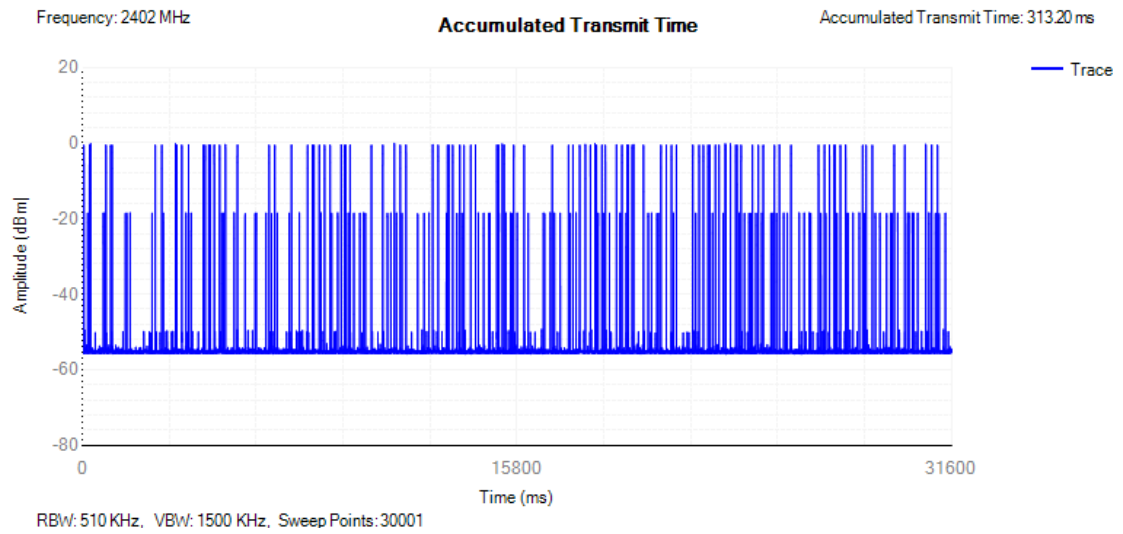 Frequency: 2402 MHz
Accumulated Transmit Time
Accumulated Transmit Time: 313.20 ms
Trace
20
0
-20
-40
-60
-80
Amplitude (dBm)
0
15800
31600
Time (ms)
RBW: 510 KHz, VBW: 1500 KHz, Sweep Points: 30001